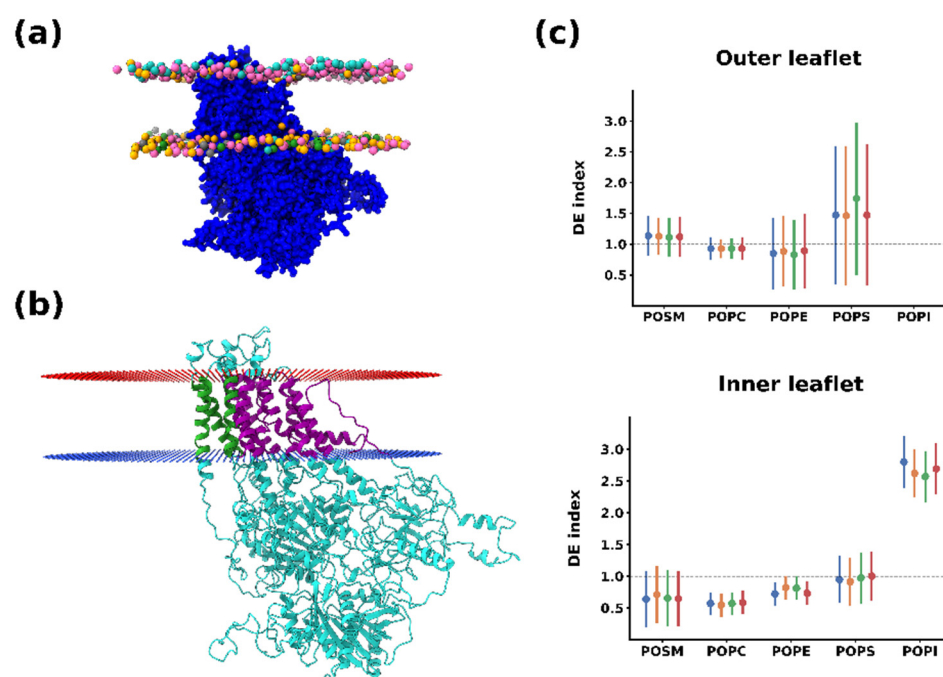 (a)
(b)
(c)
Outer leaflet
DE index
3.0
2.5
2.0
1.5
1.0
0.5
POSM POPC POPE POPS POPI
Inner leaflet
DE index
3.0
2.5
2.0
1.5
1.0
0.5
POSM POPC POPE POPS POPI